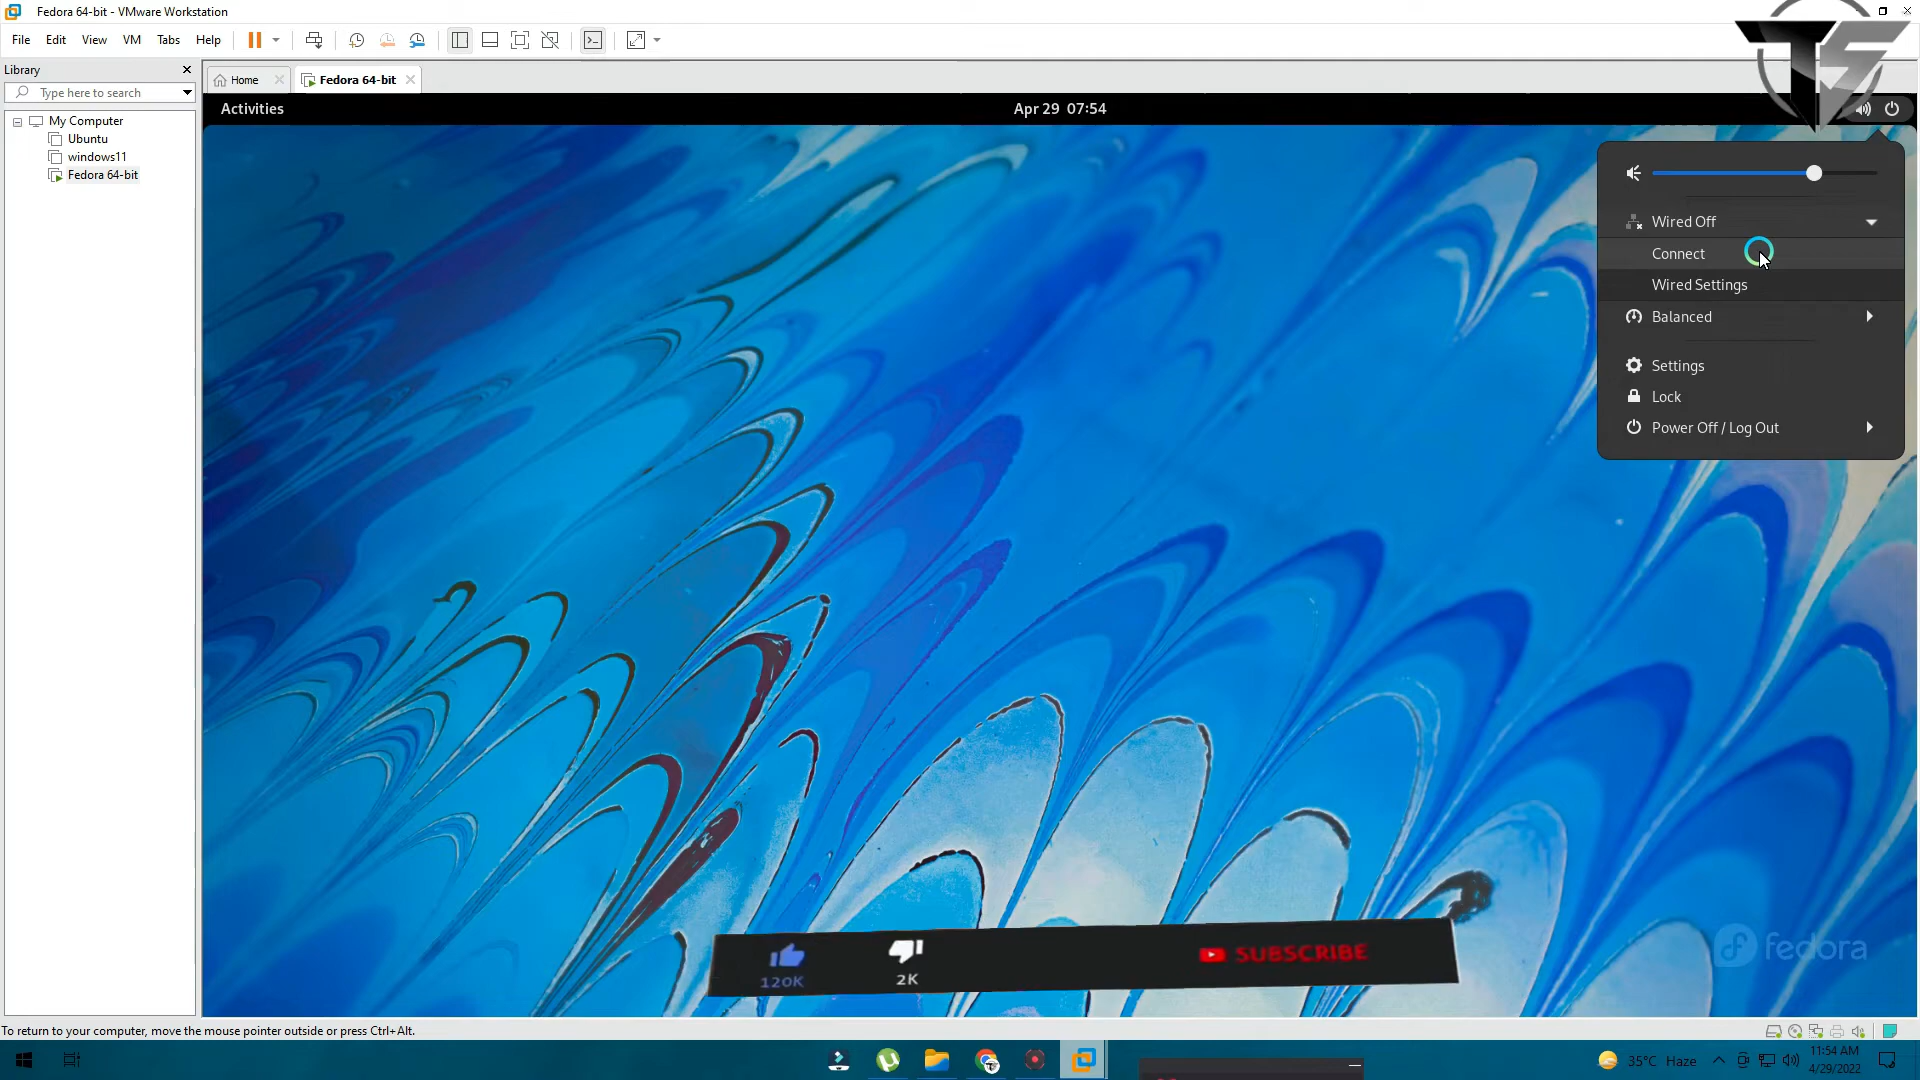 Fedora 64-bit - VMware Workstation
File Edit View VM Tabs Help
Library
Type here to search
My Computer
Ubuntu
windows11
Fedora 64-bit
Home
Fedora 64-bit
Activities
Apr 29 07:54
TS
Wired Off
Connect
Wired Settings
Balanced
Settings
Lock
Power Off / Log Out
120K
2K
SUBSCRIBE
fedora
To return to your computer, move the mouse pointer outside or press Ctrl+Alt.
35°C Haze
11:54 AM
4/29/2022